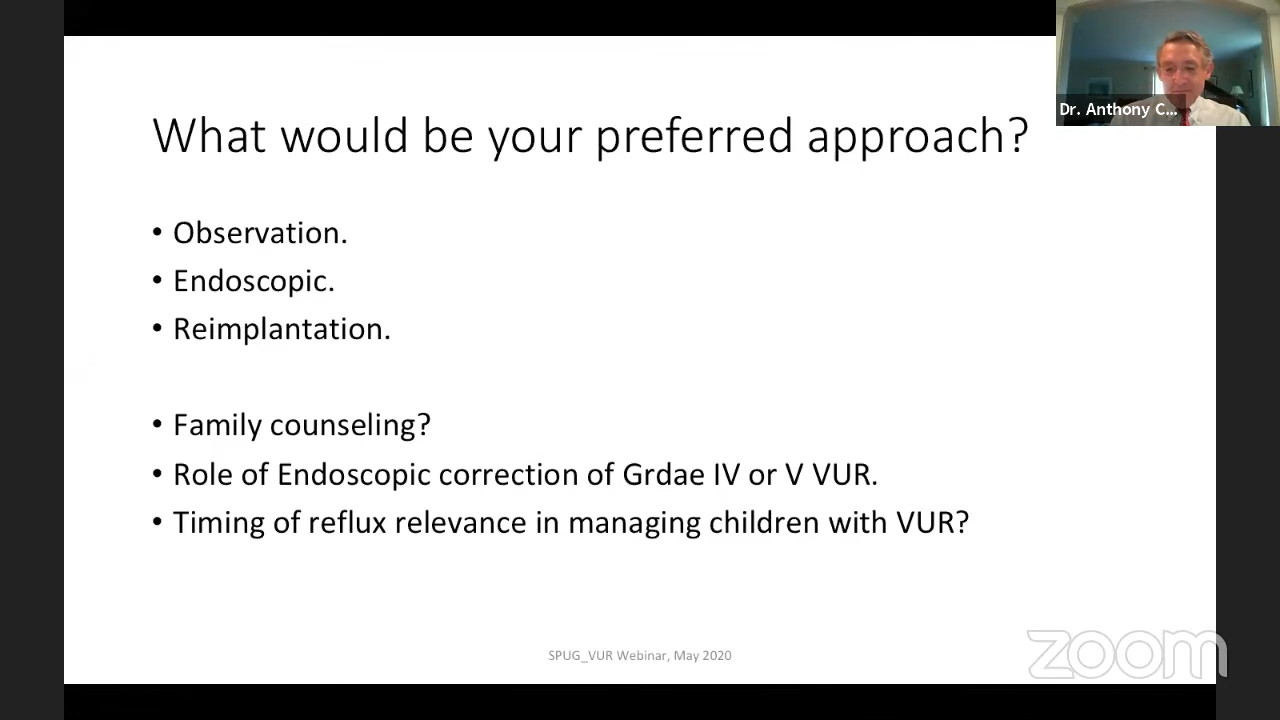 Dr. Anthony C...
What would be your preferred approach?
• Observation.
• Endoscopic.
• Reimplantation.
• Family counseling?
• Role of Endoscopic correction of Grdae IV or V VUR.
• Timing of reflux relevance in managing children with VUR?
SPUG_VUR Webinar, May 2020
zoom